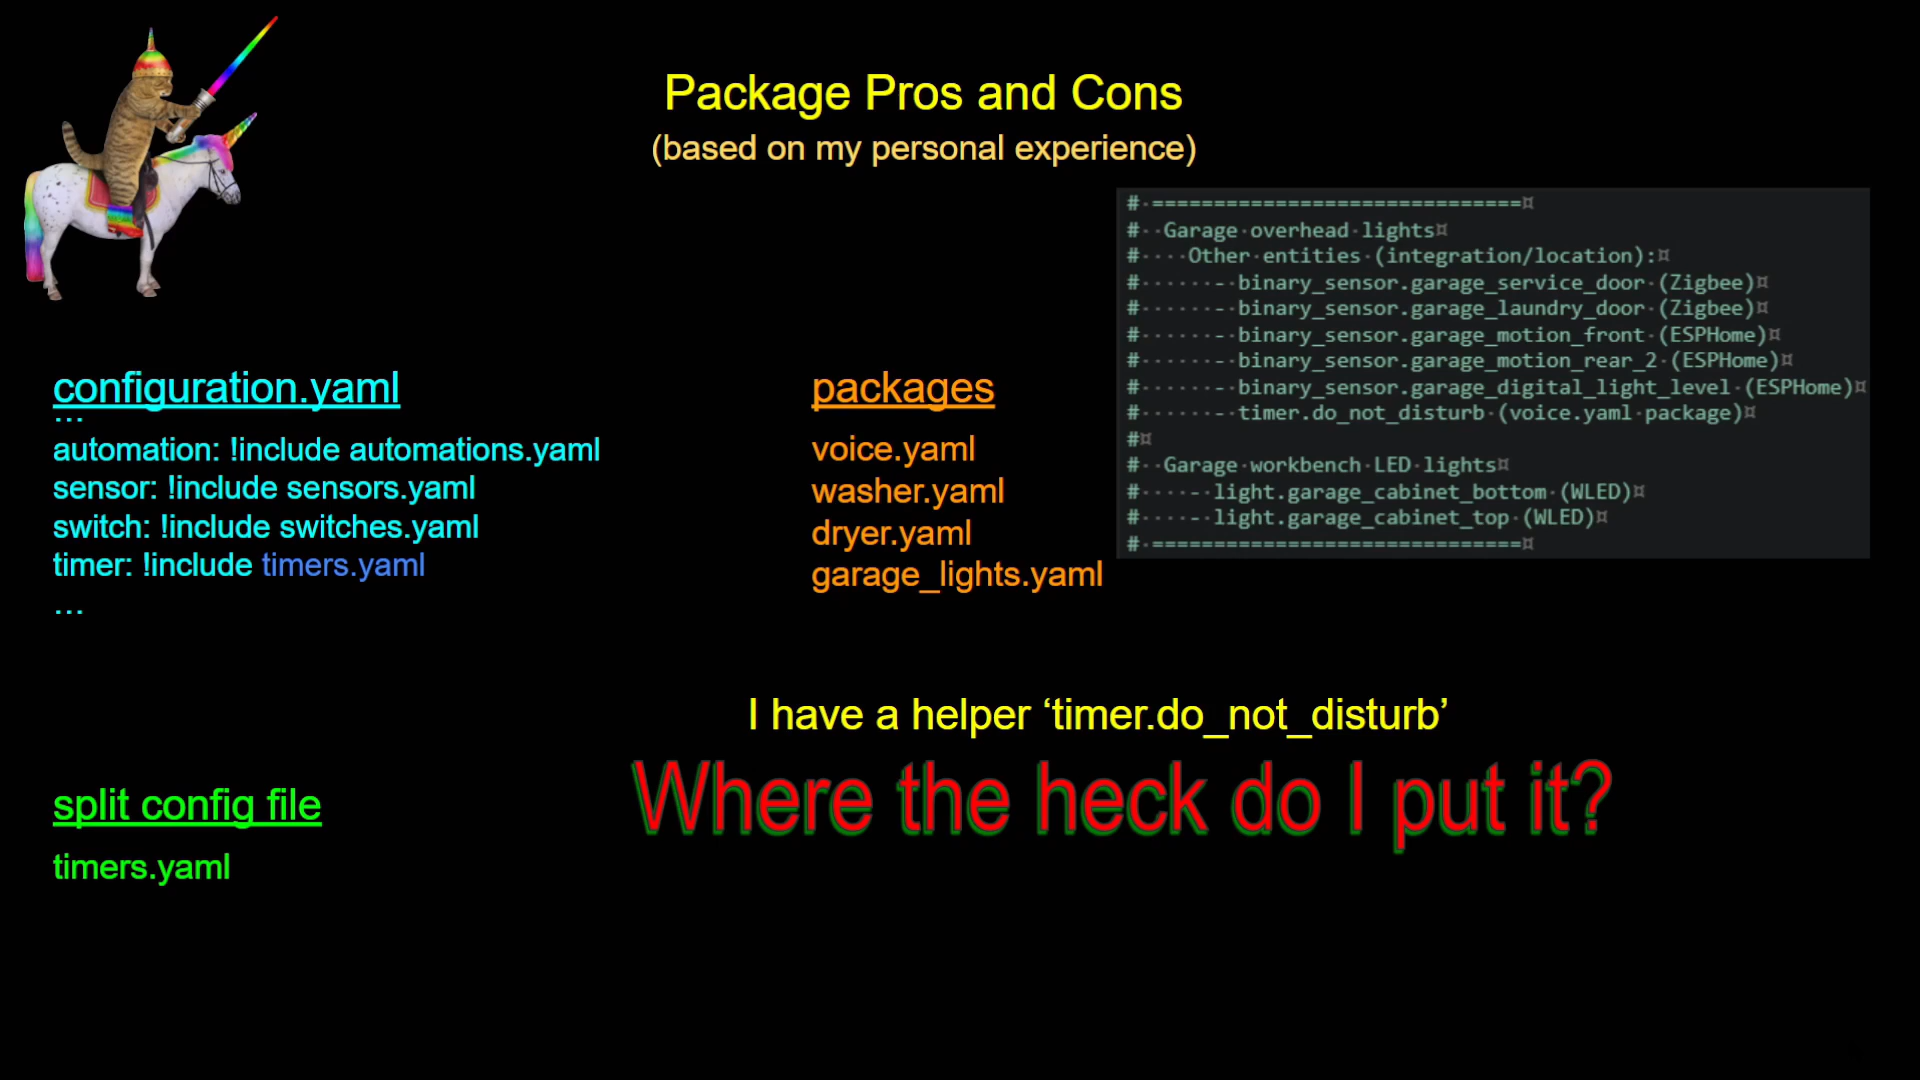 Package Pros and Cons
(based on my personal experience)
configuration.yaml
...
automation: !include automations.yaml
sensor: !include sensors.yaml
switch: !include switches.yaml
timer: !include timers.yaml
...
packages
voice.yaml
washer.yaml
dryer.yaml
garage_lights.yaml
#·==============================¤
#··Garage·overhead·lights¤
#····Other·entities·(integration/location):¤
#······-·binary_sensor.garage_service_door·(Zigbee)¤
#······-·binary_sensor.garage_laundry_door·(Zigbee)¤
#······-·binary_sensor.garage_motion_front·(ESPHome)¤
#······-·binary_sensor.garage_motion_rear_2·(ESPHome)¤
#······-·binary_sensor.garage_digital_light_level·(ESPHome)¤
#······-·timer.do_not_disturb·(voice.yaml·package)¤
#¤
#··Garage·workbench·LED·lights¤
#····-·light.garage_cabinet_bottom·(WLED)¤
#····-·light.garage_cabinet_top·(WLED)¤
#·==============================¤
I have a helper ‘timer.do_not_disturb’
Where the heck do I put it?
split config file
timers.yaml